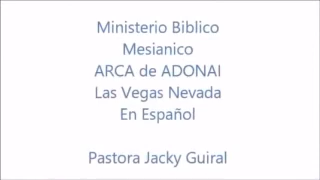 Ministerio Biblico
Mesianico
ARCA de ADONAI
Las Vegas Nevada
En Español
Pastora Jacky Guiral